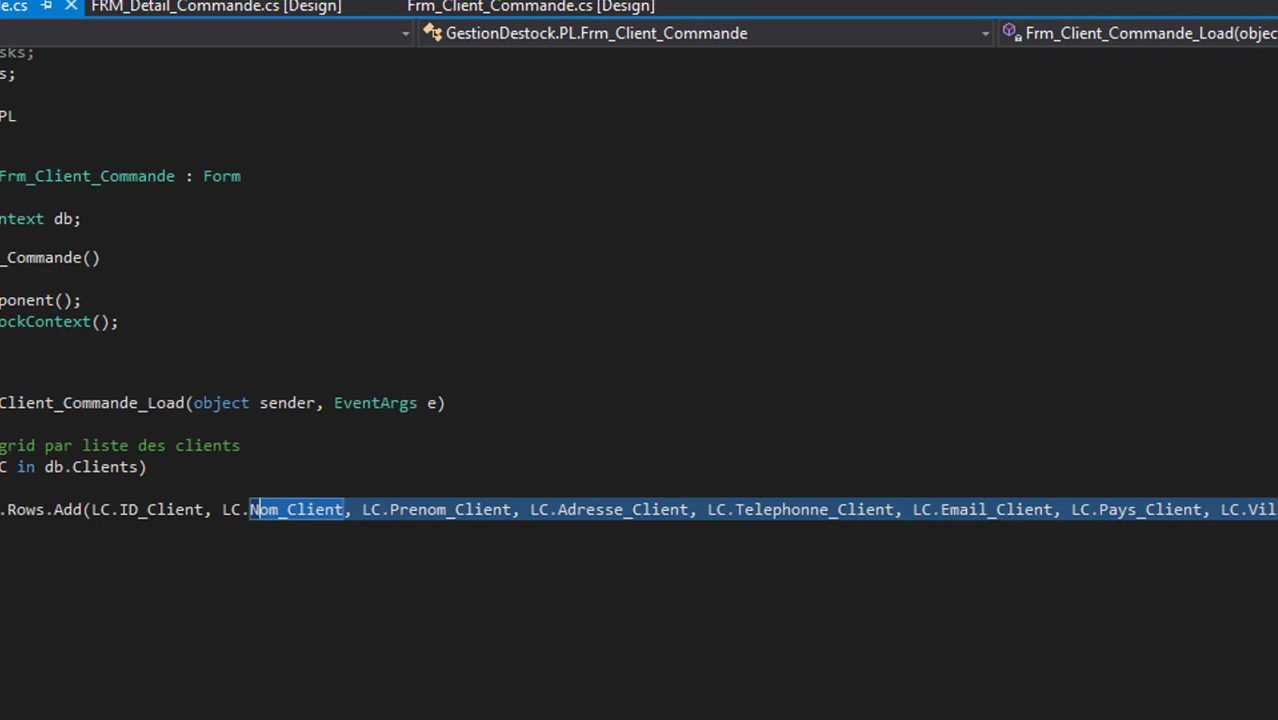 e.cs FRM_Detail_Commande.cs [Design] Frm_Client_Commande.cs [Design]
GestionDestock.PL.Frm_Client_Commande Frm_Client_Commande_Load(objec
sks;
s;
PL
Frm_Client_Commande : Form
ntext db;
_Commande()
ponent();
ockContext();
Client_Commande_Load(object sender, EventArgs e)
grid par liste des clients
C in db.Clients)
.Rows.Add(LC.ID_Client, LC.Nom_Client, LC.Prenom_Client, LC.Adresse_Client, LC.Telephonne_Client, LC.Email_Client, LC.Pays_Client, LC.Vil